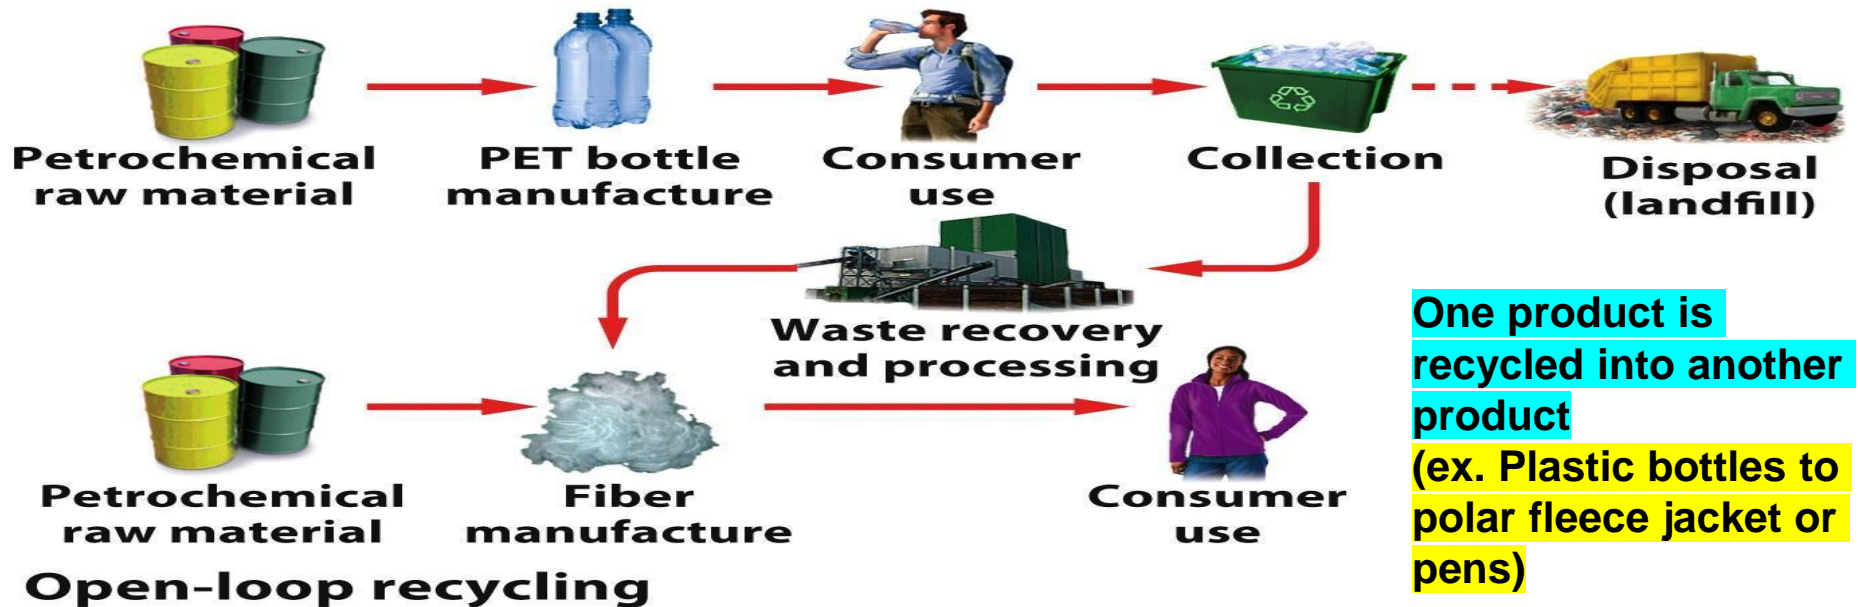 Petrochemical
raw material
PET bottle
manufacture
Consumer
use
Collection
Disposal
(landfill)
Waste recovery
and processing
Petrochemical
raw material
Fiber
manufacture
Consumer
use
One product is
recycled into another
product
(ex. Plastic bottles to
polar fleece jacket or
pens)
Open-loop recycling